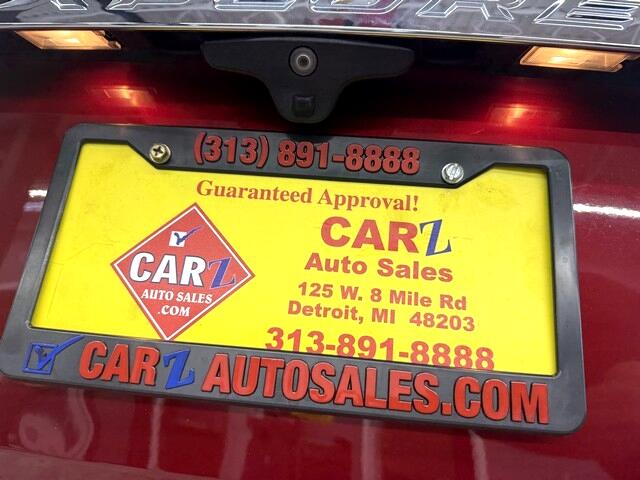 (313) 891-8888
Guaranteed Approval!
CARZ
Auto Sales
125 W. 8 Mile Rd
Detroit, MI 48203
313-891-8888
CARZ
AUTO SALES
.COM
CARZ AUTOSALES.COM